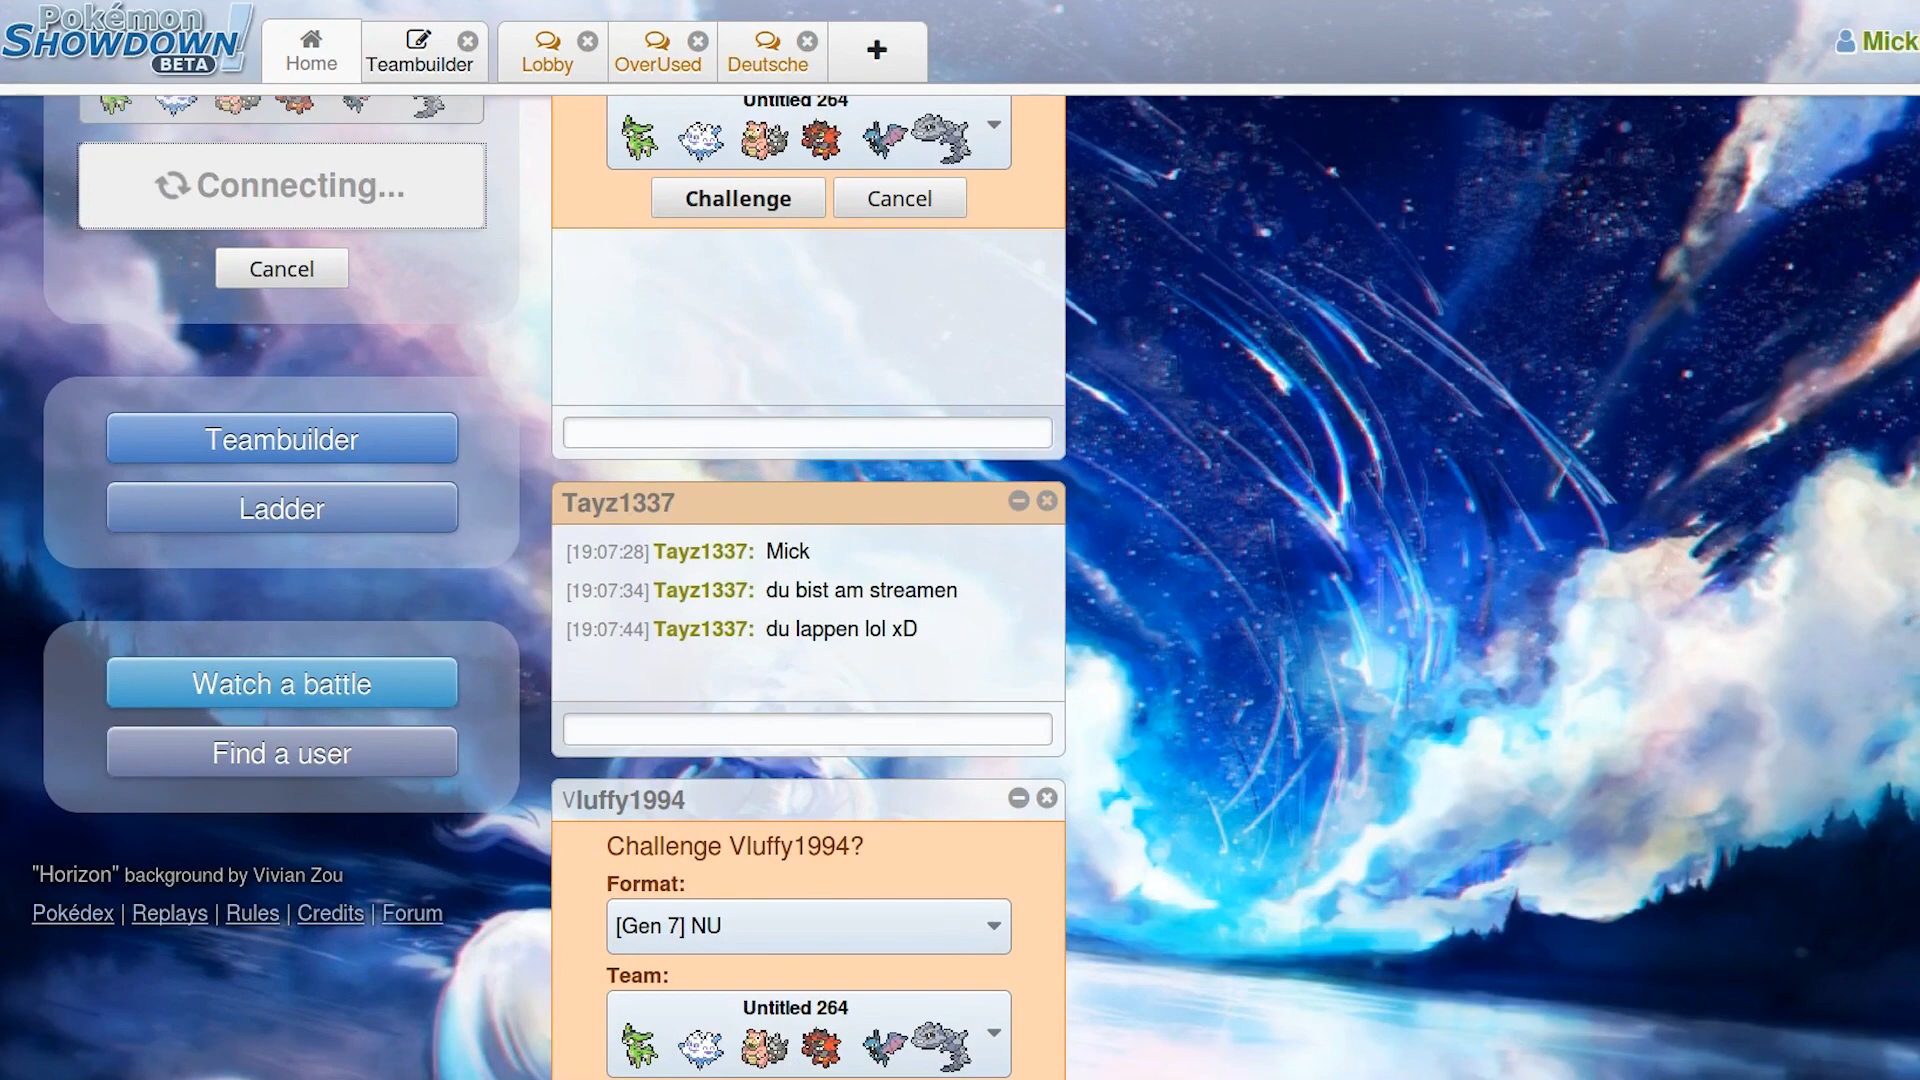 Pokémon
SHOWDOWN!
BETA
Home
Teambuilder
Lobby
OverUsed
Deutsche
+
Mick
Connecting...
Cancel
Teambuilder
Ladder
Watch a battle
Find a user
"Horizon" background by Vivian Zou
Pokédex | Replays | Rules | Credits | Forum
Untitled 264
Challenge
Cancel
Tayz1337
[19:07:28] Tayz1337: Mick
[19:07:34] Tayz1337: du bist am streamen
[19:07:44] Tayz1337: du lappen lol xD
Vluffy1994
Challenge Vluffy1994?
Format:
[Gen 7] NU
Team:
Untitled 264